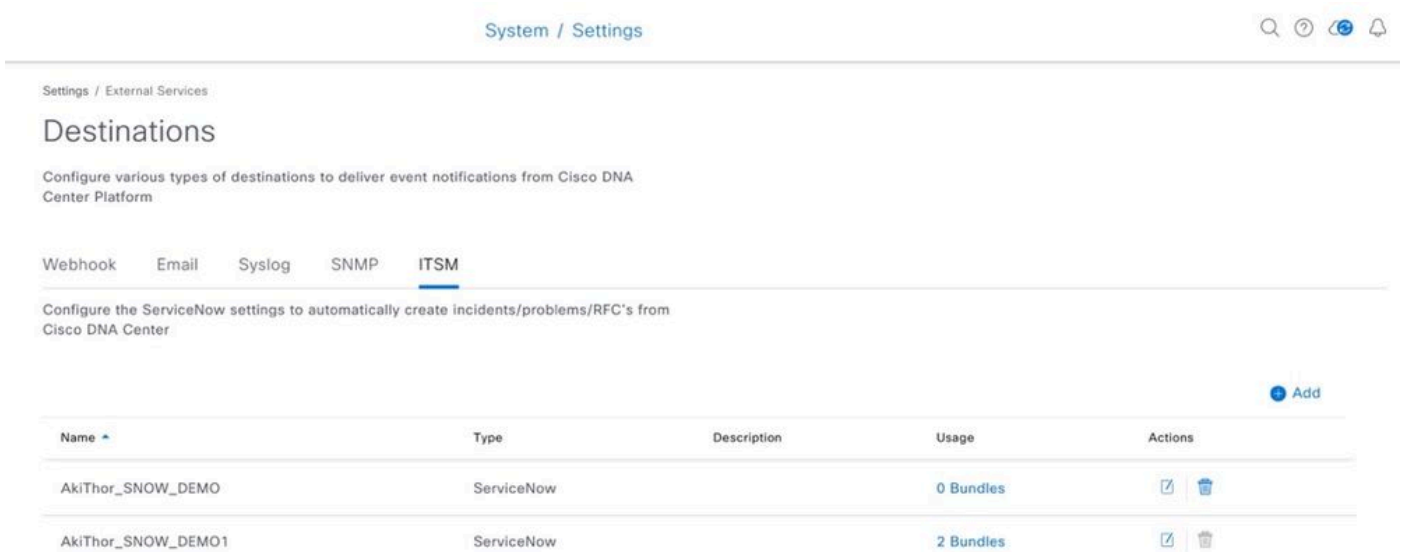 System / Settings
Settings / External Services
Destinations
Configure various types of destinations to deliver event notifications from Cisco DNA
Center Platform
Webhook Email Syslog SNMP ITSM
Configure the ServiceNow settings to automatically create incidents/problems/RFC's from
Cisco DNA Center
Add
Name Type Description Usage Actions
AkiThor_SNOW_DEMO ServiceNow 0 Bundles
AkiThor_SNOW_DEMO1 ServiceNow 2 Bundles